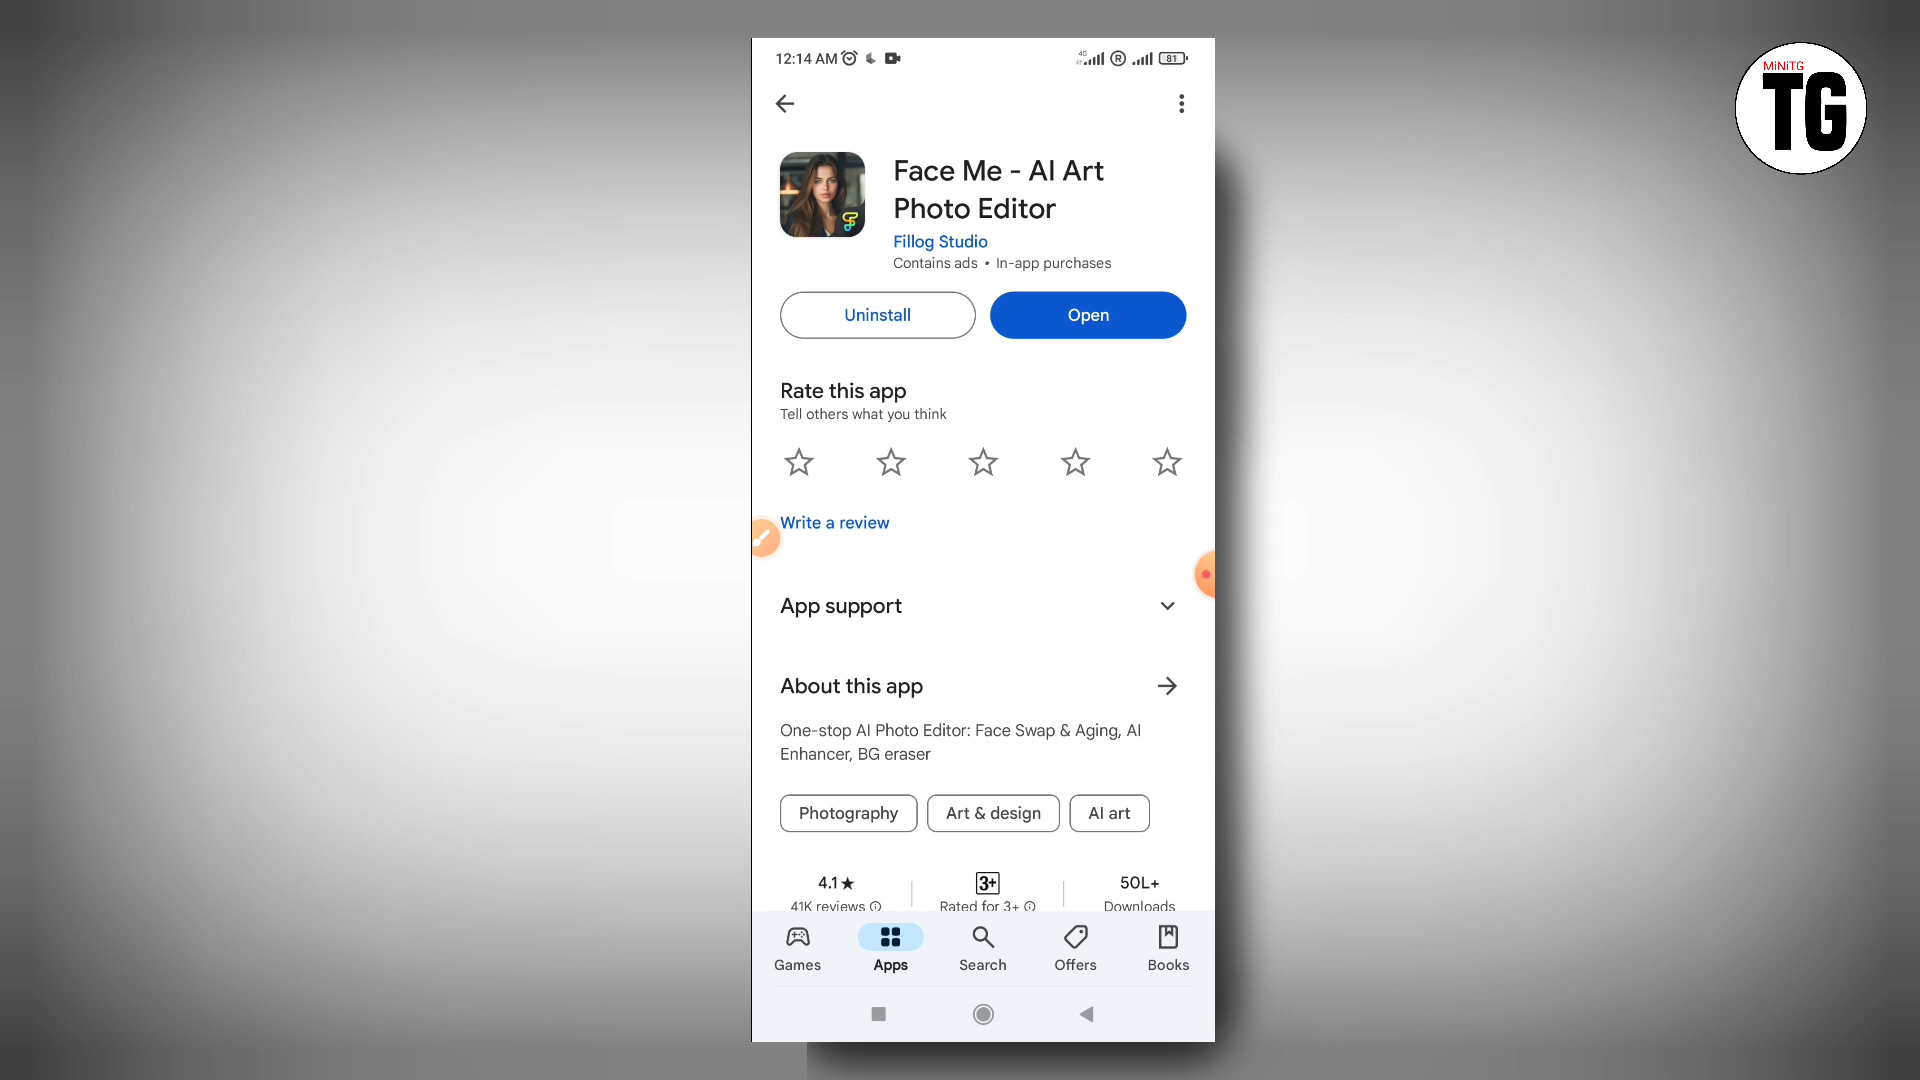 12:14 AM
4G
R
81
MiNiTG
TG
Face Me - AI Art
Photo Editor
Fillog Studio
Contains ads • In-app purchases
Uninstall
Open
Rate this app
Tell others what you think
Write a review
App support
About this app
One-stop AI Photo Editor: Face Swap & Aging, AI
Enhancer, BG eraser
Photography
Art & design
AI art
4.1★
3+
50L+
41K reviews
Rated for 3+
Downloads
Games
Apps
Search
Offers
Books